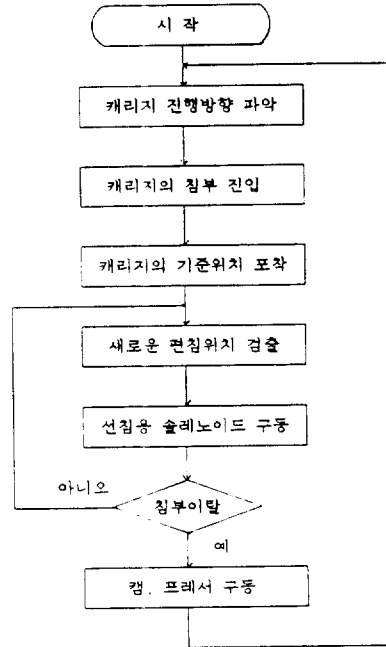 시 작
캐리지 진행방향 파악
캐리지의 침부 진입
캐리지의 기준위치 포착
새로운 편침위치 검출
선침용 솔레노이드 구동
아니오
침부이탈
예
캠. 프레서 구동